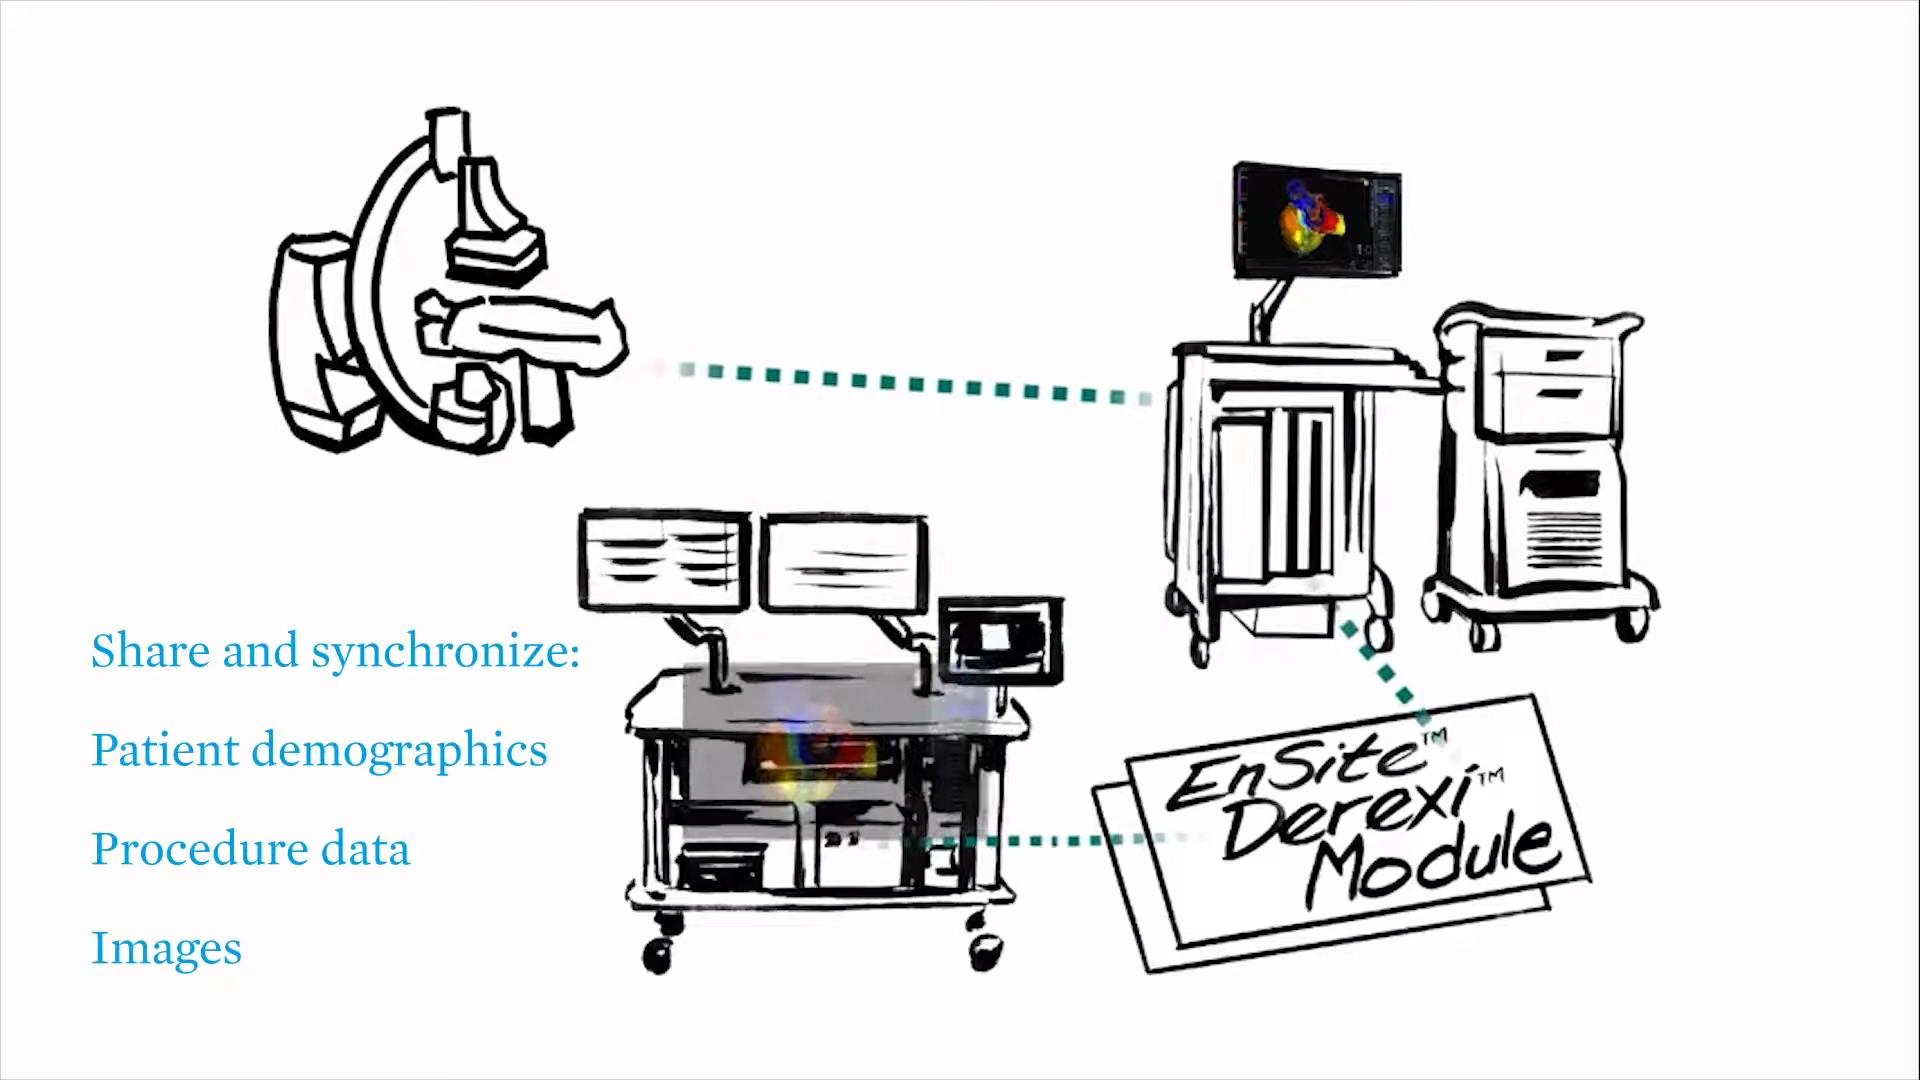 Share and synchronize:
Patient demographics
Procedure data
Images
EnSite™
Derexi™
Module